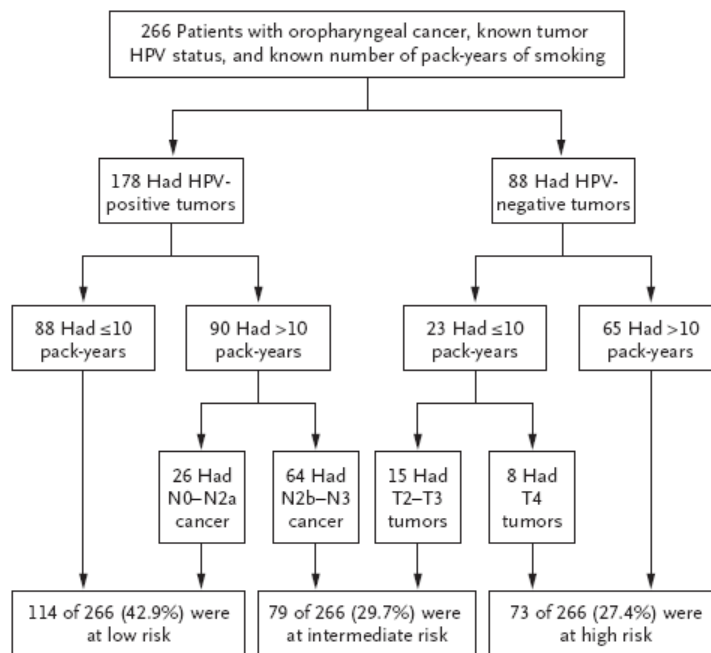 266 Patients with oropharyngeal cancer, known tumor
HPV status, and known number of pack-years of smoking
178 Had HPV-
positive tumors
88 Had HPV-
negative tumors
88 Had ≤10
pack-years
90 Had >10
pack-years
23 Had ≤10
pack-years
65 Had >10
pack-years
26 Had
N0–N2a
cancer
64 Had
N2b–N3
cancer
15 Had
T2–T3
tumors
8 Had
T4
tumors
114 of 266 (42.9%) were
at low risk
79 of 266 (29.7%) were
at intermediate risk
73 of 266 (27.4%) were
at high risk